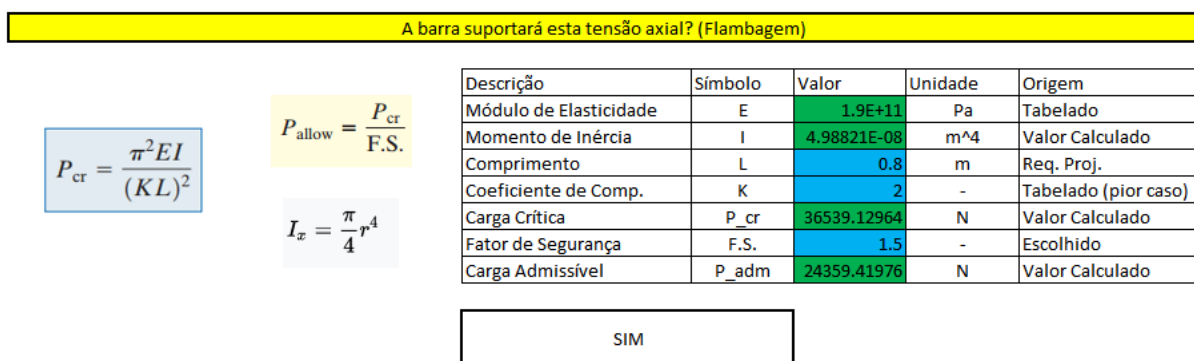 A barra suportará esta tensão axial? (Flambagem)
P_cr = π²EI / (KL)²
P_allow = P_cr / F.S.
I_x = π/4 r⁴
Descrição Símbolo Valor Unidade Origem
Módulo de Elasticidade E 1.9E+11 Pa Tabelado
Momento de Inércia I 4.98821E-08 m^4 Valor Calculado
Comprimento L 0.8 m Req. Proj.
Coeficiente de Comp. K 2 - Tabelado (pior caso)
Carga Crítica P_cr 36539.12964 N Valor Calculado
Fator de Segurança F.S. 1.5 - Escolhido
Carga Admissível P_adm 24359.41976 N Valor Calculado
SIM